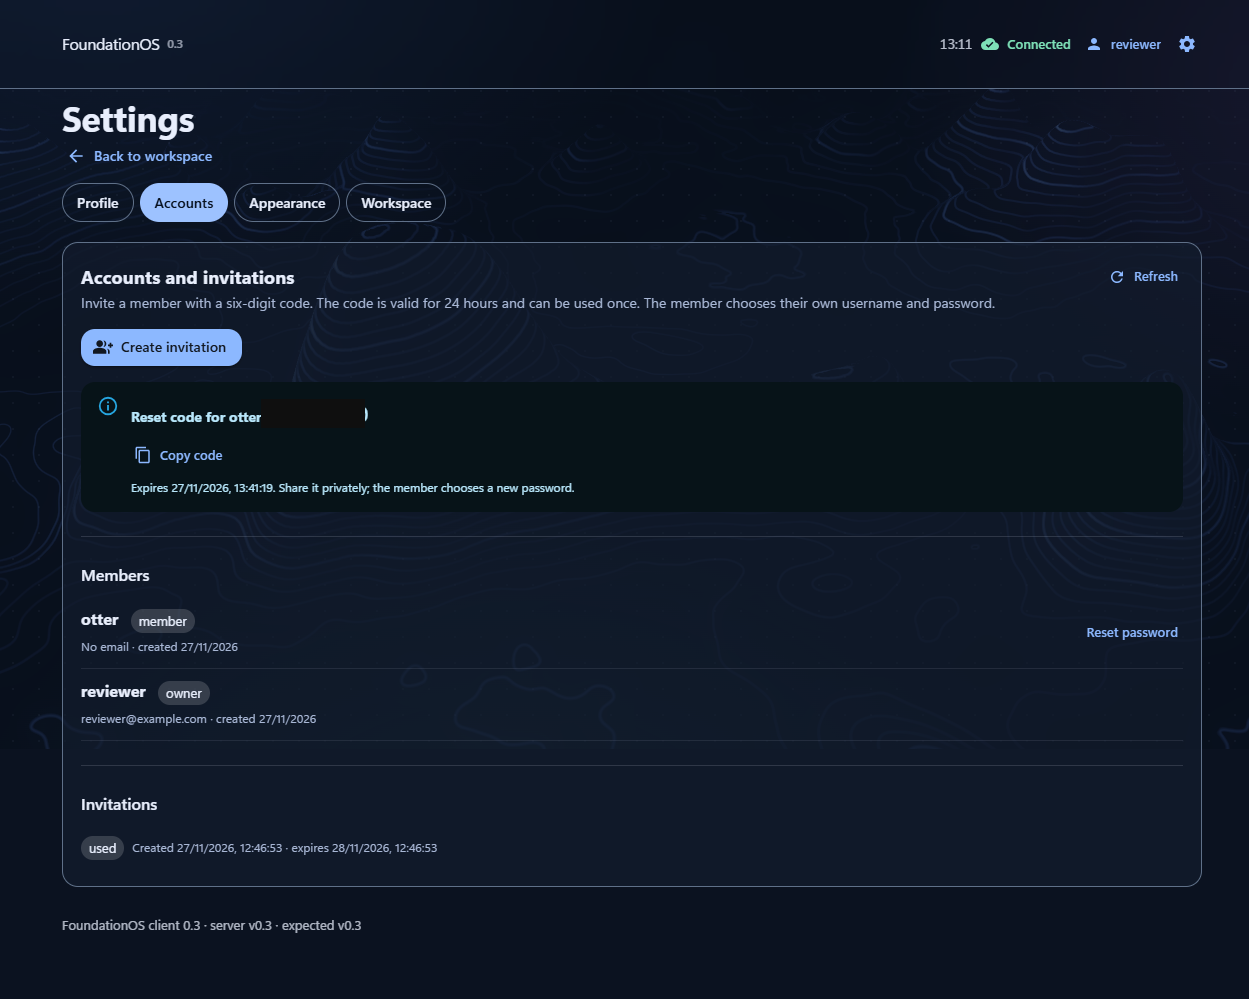 FoundationOS 0.3
13:11 Connected reviewer
Settings
Back to workspace
Profile Accounts Appearance Workspace
Accounts and invitations
Refresh
Invite a member with a six-digit code. The code is valid for 24 hours and can be used once. The member chooses their own username and password.
Create invitation
Reset code for otter
Copy code
Expires 27/11/2026, 13:41:19. Share it privately; the member chooses a new password.
Members
otter member
No email · created 27/11/2026
Reset password
reviewer owner
reviewer@example.com · created 27/11/2026
Invitations
used Created 27/11/2026, 12:46:53 · expires 28/11/2026, 12:46:53
FoundationOS client 0.3 · server v0.3 · expected v0.3